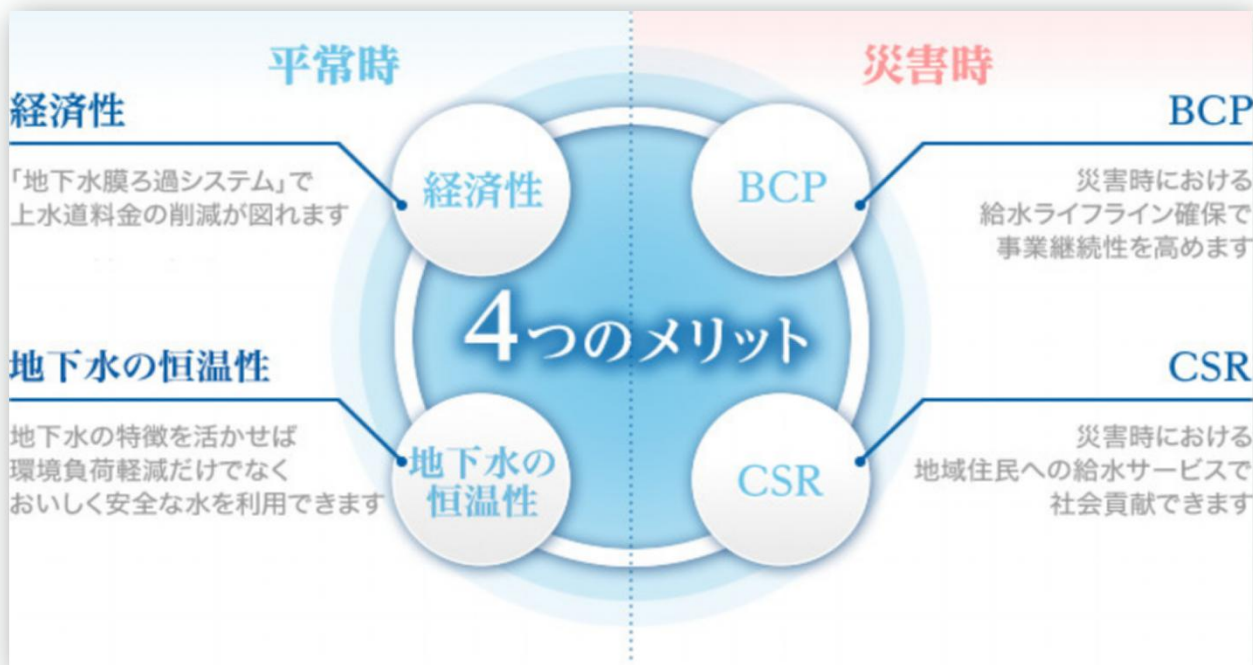 平常時
災害時
経済性
「地下水膜ろ過システム」で
上水道料金の削減が図れます
経済性
BCP
BCP
災害時における
給水ライフライン確保で
事業継続性を高めます
4つのメリット
地下水の恒温性
地下水の特徴を活かせば
環境負荷軽減だけでなく
おいしく安全な水を利用できます
地下水の
恒温性
CSR
CSR
災害時における
地域住民への給水サービスで
社会貢献できます